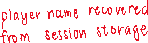 player name recovered
from session storage